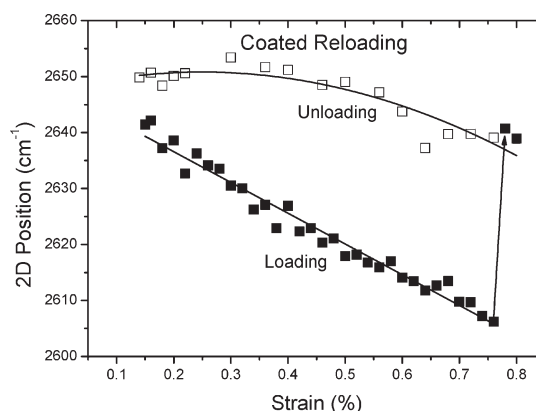 2660
Coated Reloading
2650
Unloading
2640
2630
2620
Loading
2610
2600
2D Position (cm⁻¹)
0.1 0.2 0.3 0.4 0.5 0.6 0.7 0.8
Strain (%)